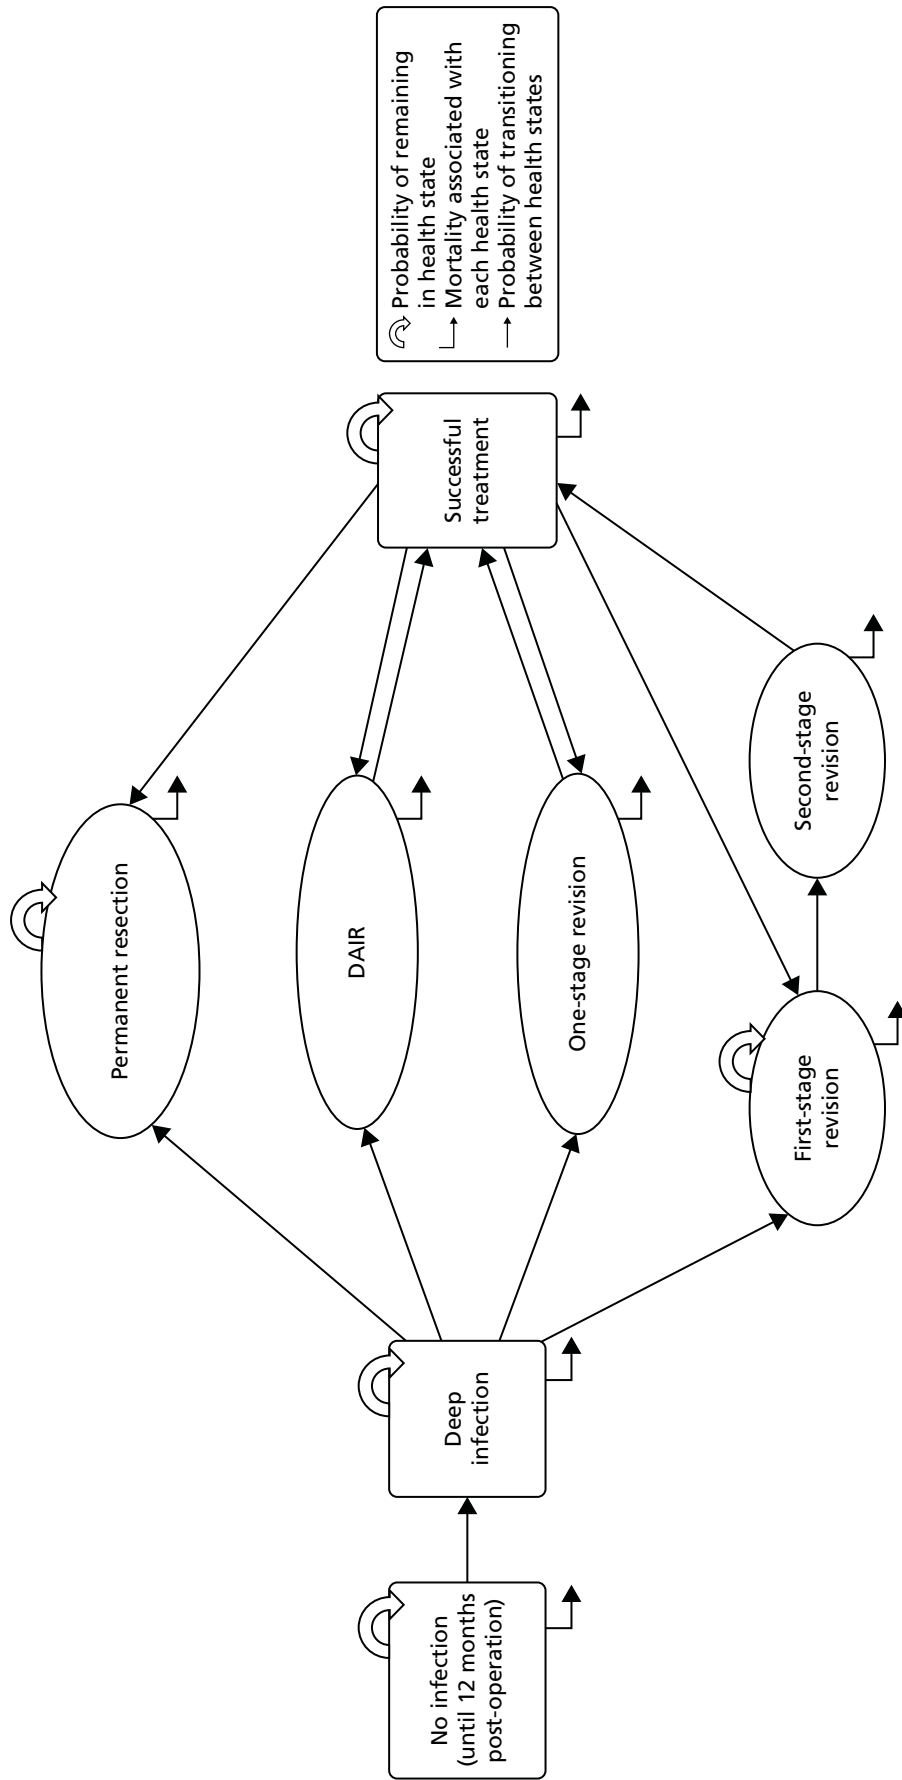 No infection
(until 12 months
post-operation)
Deep
infection
Permanent resection
DAIR
One-stage revision
First-stage
revision
Second-stage
revision
Successful
treatment
Probability of remaining
in health state
Mortality associated with
each health state
Probability of transitioning
between health states